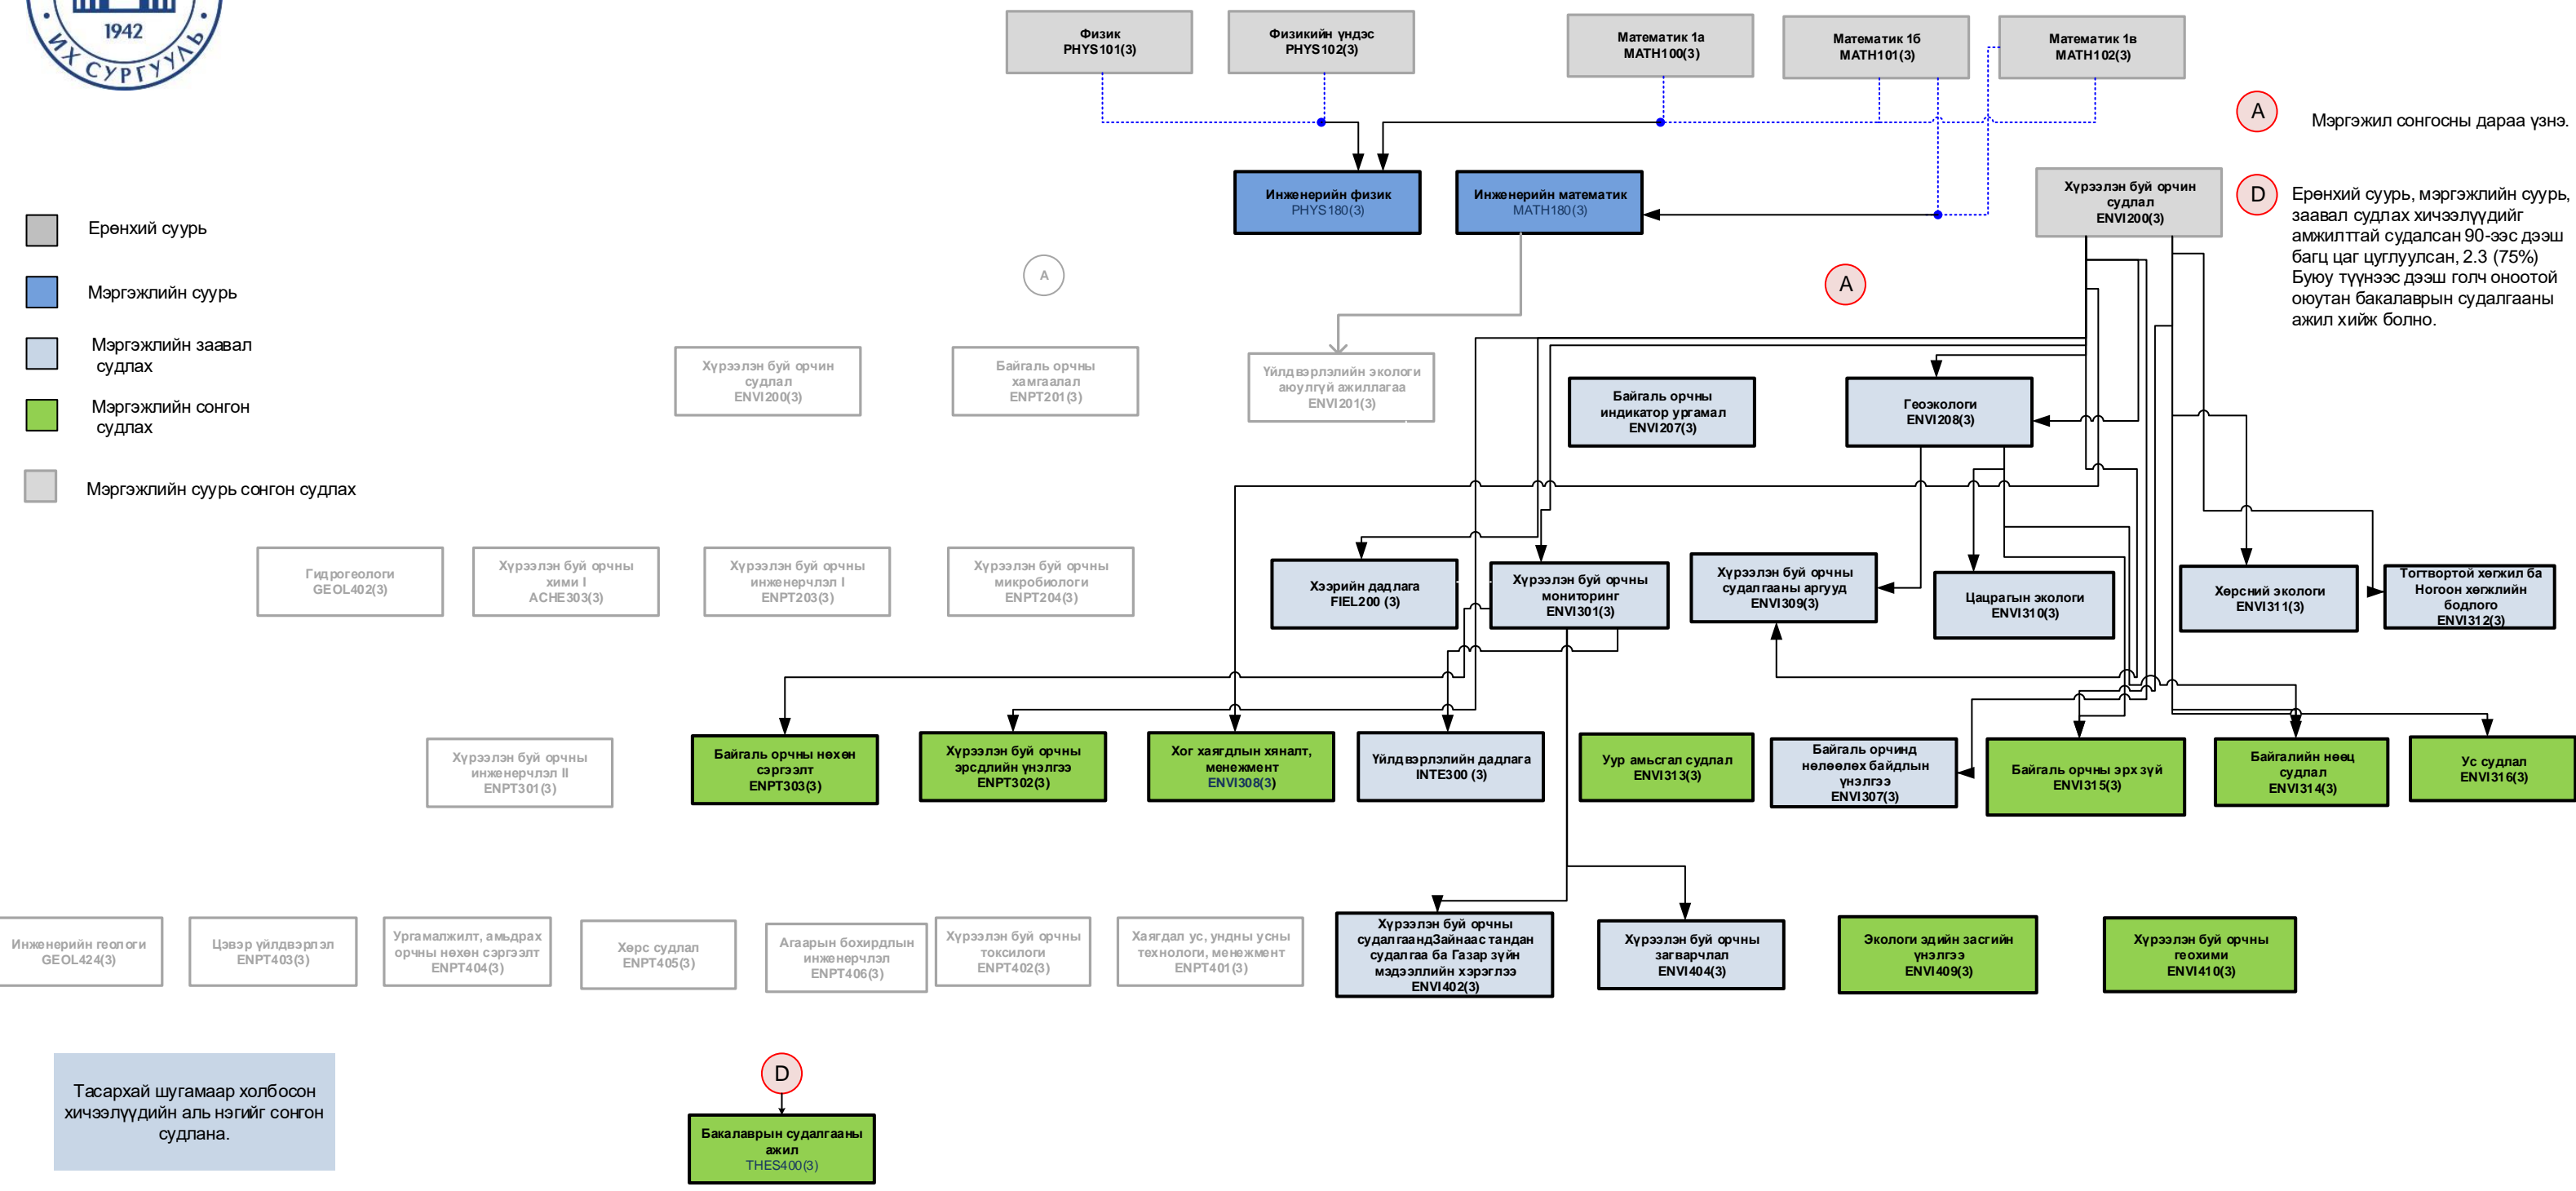 1942
ИХ СУРГУУЛЬ
Физик
PHYS101(3)
Физикийн үндэс
PHYS102(3)
Математик 1а
MATH100(3)
Математик 1б
MATH101(3)
Математик 1в
MATH102(3)
A
Мэргэжил сонгосны дараа үзнэ.
Инженерийн физик
PHYS180(3)
Инженерийн математик
MATH180(3)
Хүрээлэн буй орчин
судлал
ENVI200(3)
D
Ерөнхий суурь, мэргэжлийн суурь,
заавал судлах хичээлүүдийг
амжилттай судалсан 90-ээс дээш
багц цаг цуглуулсан, 2.3 (75%)
Буюу түүнээс дээш голч оноотой
оюутан бакалаврын судалгааны
ажил хийж болно.
Ерөнхий суурь
Мэргэжлийн суурь
Мэргэжлийн заавал
судлах
Мэргэжлийн сонгон
судлах
Мэргэжлийн суурь сонгон судлах
A
A
Хүрээлэн буй орчин
судлал
ENVI200(3)
Байгаль орчны
хамгаалал
ENPT201(3)
Үйлдвэрлэлийн экологи
аюулгүй ажиллагаа
ENVI201(3)
Байгаль орчны
индикатор ургамал
ENVI207(3)
Геоэкологи
ENVI208(3)
Гидрогеологи
GEOL402(3)
Хүрээлэн буй орчны
хими I
ACHE303(3)
Хүрээлэн буй орчны
инженерчлэл I
ENPT203(3)
Хүрээлэн буй орчны
микробиологи
ENPT204(3)
Хээрийн дадлага
FIEL200 (3)
Хүрээлэн буй орчны
мониторинг
ENVI301(3)
Хүрээлэн буй орчны
судалгааны аргууд
ENVI309(3)
Цацрагын экологи
ENVI310(3)
Хөрсний экологи
ENVI311(3)
Тогтвортой хөгжил ба
Ногоон хөгжлийн
бодлого
ENVI312(3)
Хүрээлэн буй орчны
инженерчлэл II
ENPT301(3)
Байгаль орчны нөхөн
сэргээлт
ENPT303(3)
Хүрээлэн буй орчны
эрсдлийн үнэлгээ
ENPT302(3)
Хог хаягдлын хяналт,
менежмент
ENVI308(3)
Үйлдвэрлэлийн дадлага
INTE300 (3)
Уур амьсгал судлал
ENVI313(3)
Байгаль орчинд
нөлөөлөх байдлын
үнэлгээ
ENVI307(3)
Байгаль орчны эрх зүй
ENVI315(3)
Байгалийн нөөц
судлал
ENVI314(3)
Ус судлал
ENVI316(3)
Инженерийн геологи
GEOL424(3)
Цэвэр үйлдвэрлэл
ENPT403(3)
Ургамалжилт, амьдрах
орчны нөхөн сэргээлт
ENPT404(3)
Хөрс судлал
ENPT405(3)
Агаарын бохирдлын
инженерчлэл
ENPT406(3)
Хүрээлэн буй орчны
токсилоги
ENPT402(3)
Хаягдал ус, ундны усны
технологи, менежмент
ENPT401(3)
Хүрээлэн буй орчны
судалгаандЗайнаас тандан
судалгаа ба Газар зүйн
мэдээллийн хэрэглээ
ENVI402(3)
Хүрээлэн буй орчны
загварчлал
ENVI404(3)
Экологи эдийн засгийн
үнэлгээ
ENVI409(3)
Хүрээлэн буй орчны
геохими
ENVI410(3)
Тасархай шугамаар холбосон
хичээлүүдийн аль нэгийг сонгон
судлана.
D
Бакалаврын судалгааны
ажил
THES400(3)